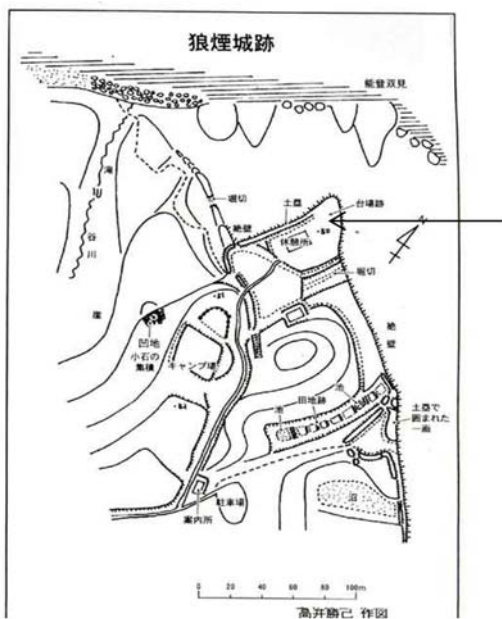 狼煙城跡
能登双見
滝
谷
川
崖
堀切
絶壁
土塁
台場跡
休憩所
堀切
凹地
小石の
集積
キャンプ場
絶
壁
池
田地跡
池
土塁で
囲まれた
一画
沼
駐車場
案内所
0 20 40 60 80 100m
高井勝己 作図